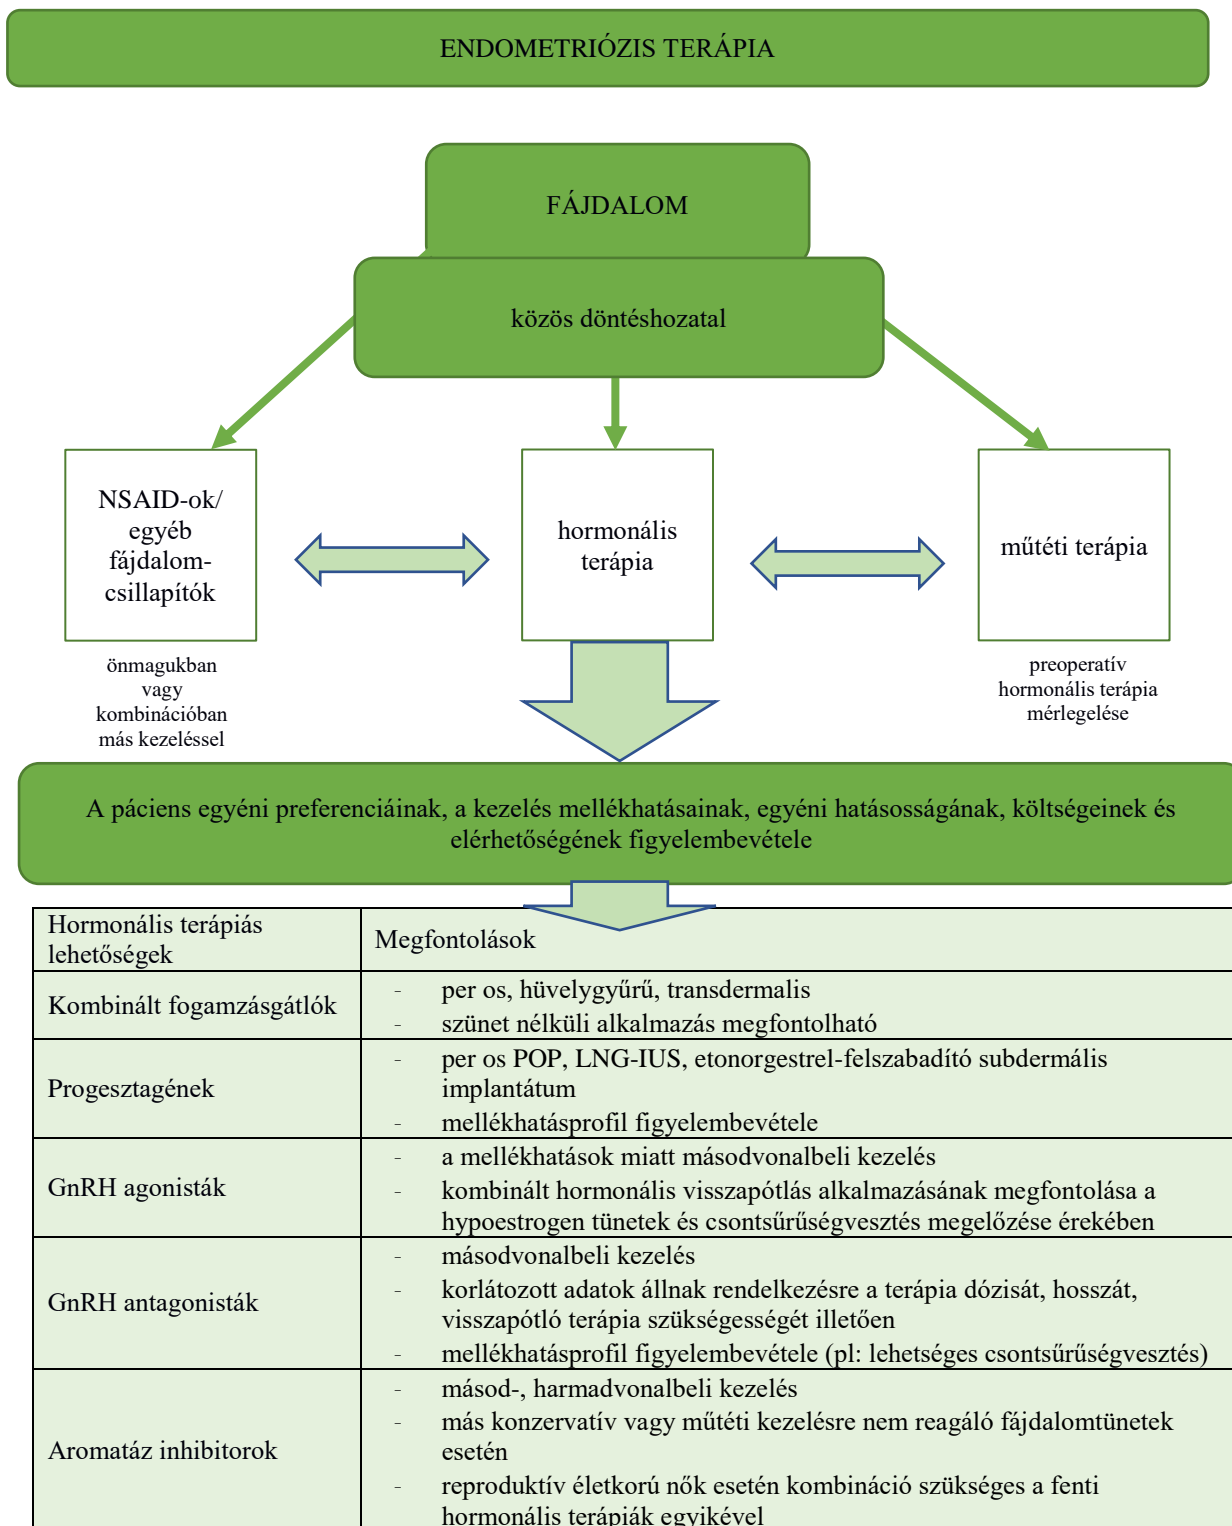 ENDOMETRIÓZIS TERÁPIA
FÁJDALOM
közös döntéshozatal
NSAID-ok/
egyéb
fájdalom-
csillapítók
hormonális
terápia
műtéti terápia
önmagukban
vagy
kombinációban
más kezeléssel
preoperatív
hormonális terápia
mérlegelése
A páciens egyéni preferenciáinak, a kezelés mellékhatásainak, egyéni hatásosságának, költségeinek és
elérhetőségének figyelembevétele
Hormonális terápiás
lehetőségek
Megfontolások
Kombinált fogamzásgátlók
- per os, hüvelygyűrű, transdermalis
- szünet nélküli alkalmazás megfontolható
Progesztagének
- per os POP, LNG-IUS, etonorgestrel-felszabadító subdermális
implantátum
- mellékhatásprofil figyelembevétele
GnRH agonisták
- a mellékhatások miatt másodvonalbeli kezelés
- kombinált hormonális visszapótlás alkalmazásának megfontolása a
hypoestrogen tünetek és csontsűrűségvesztés megelőzése érekében
GnRH antagonisták
- másodvonalbeli kezelés
- korlátozott adatok állnak rendelkezésre a terápia dózisát, hosszát,
visszapótló terápia szükségességét illetően
- mellékhatásprofil figyelembevétele (pl: lehetséges csontsűrűségvesztés)
Aromatáz inhibitorok
- másod-, harmadvonalbeli kezelés
- más konzervatív vagy műtéti kezelésre nem reagáló fájdalomtünetek
esetén
- reproduktív életkorú nők esetén kombináció szükséges a fenti
hormonális terápiák egyikével